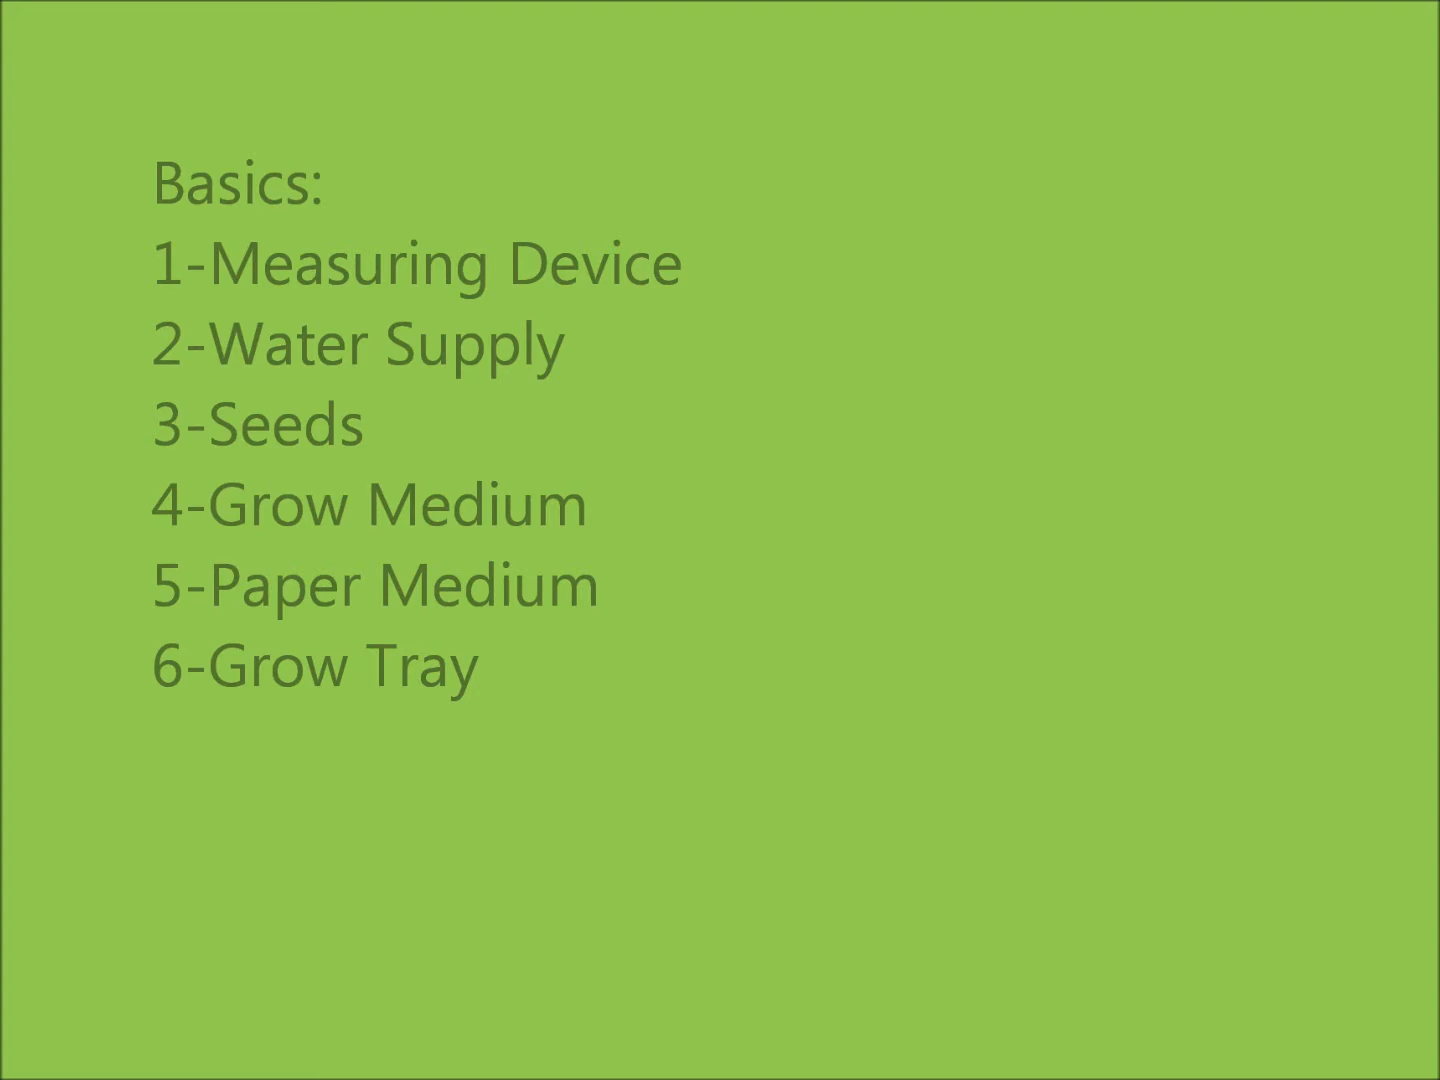 Basics:
1-Measuring Device
2-Water Supply
3-Seeds
4-Grow Medium
5-Paper Medium
6-Grow Tray